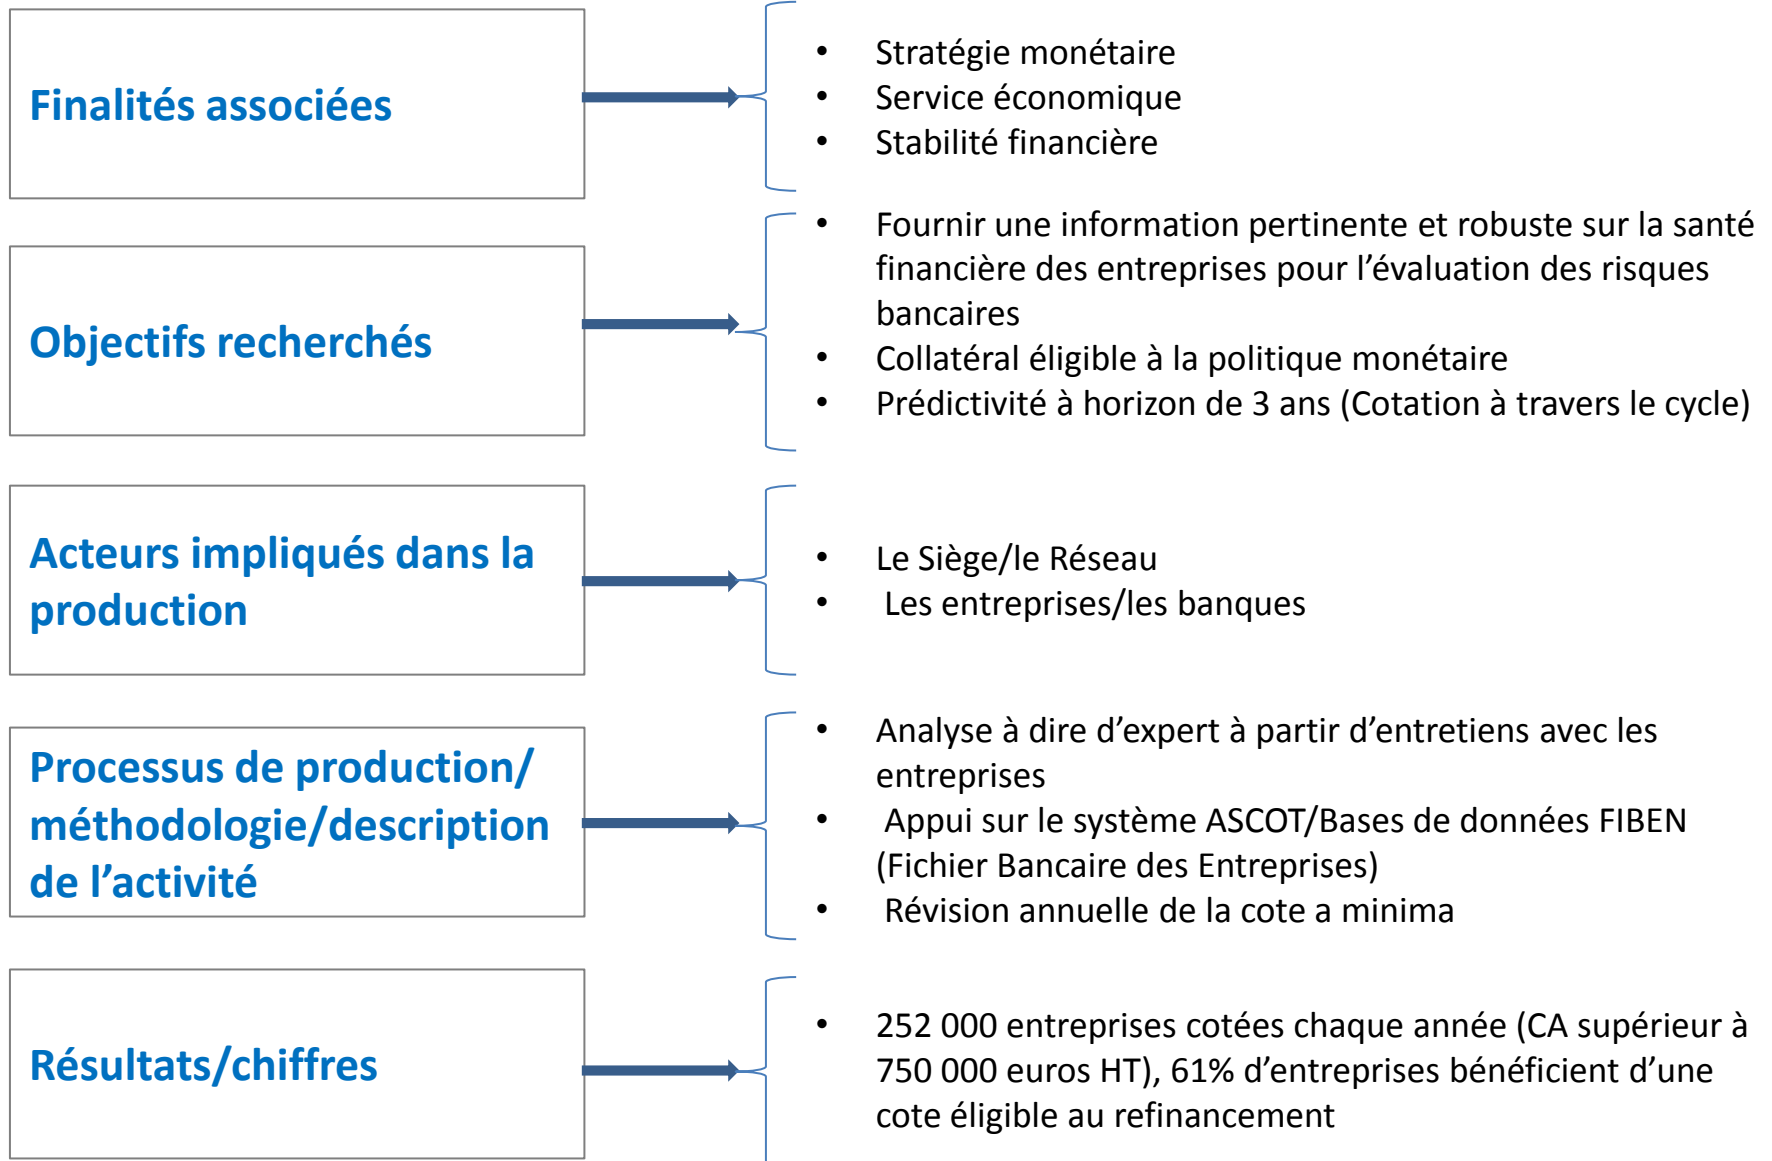 Finalités associées
• Stratégie monétaire
• Service économique
• Stabilité financière
Objectifs recherchés
• Fournir une information pertinente et robuste sur la santé
financière des entreprises pour l’évaluation des risques
bancaires
• Collatéral éligible à la politique monétaire
• Prédictivité à horizon de 3 ans (Cotation à travers le cycle)
Acteurs impliqués dans la
production
• Le Siège/le Réseau
• Les entreprises/les banques
Processus de production/
méthodologie/description
de l’activité
• Analyse à dire d’expert à partir d’entretiens avec les
entreprises
• Appui sur le système ASCOT/Bases de données FIBEN
(Fichier Bancaire des Entreprises)
• Révision annuelle de la cote a minima
Résultats/chiffres
• 252 000 entreprises cotées chaque année (CA supérieur à
750 000 euros HT), 61% d’entreprises bénéficient d’une
cote éligible au refinancement